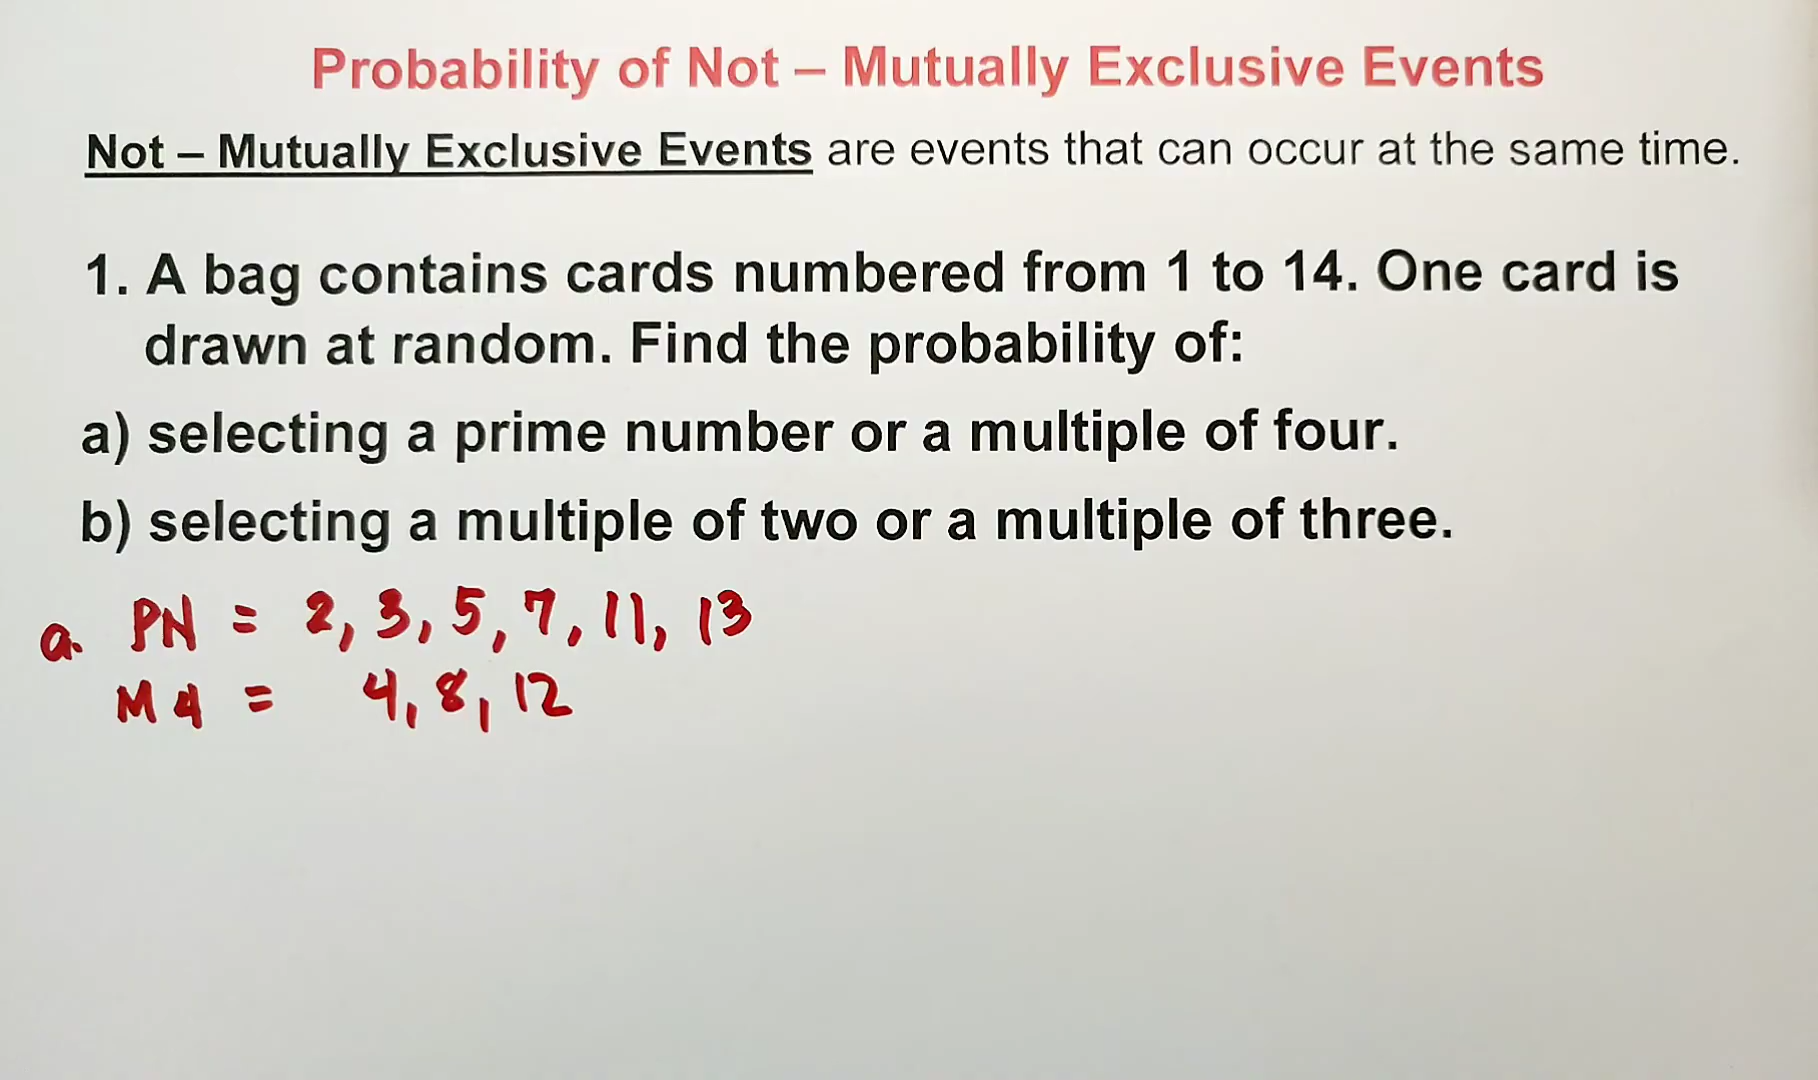 Probability of Not – Mutually Exclusive Events
Not – Mutually Exclusive Events are events that can occur at the same time.
1. A bag contains cards numbered from 1 to 14. One card is
drawn at random. Find the probability of:
a) selecting a prime number or a multiple of four.
b) selecting a multiple of two or a multiple of three.
a. PN = 2, 3, 5, 7, 11, 13
M4 = 4, 8, 12